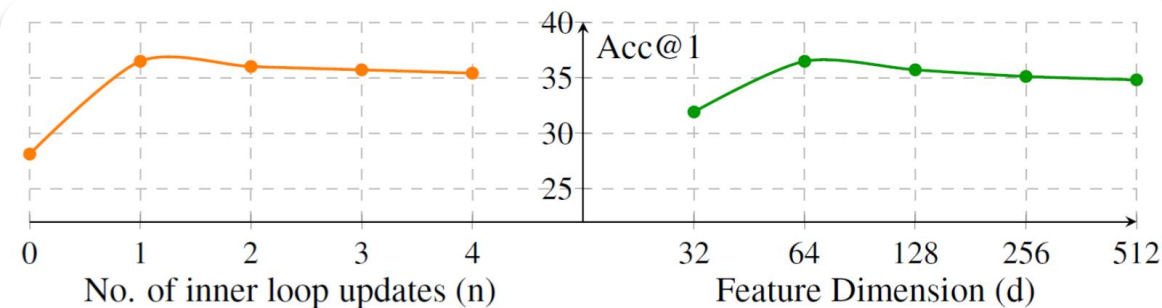 40
Acc@1
35
30
25
0 1 2 3 4 32 64 128 256 512
No. of inner loop updates (n) Feature Dimension (d)